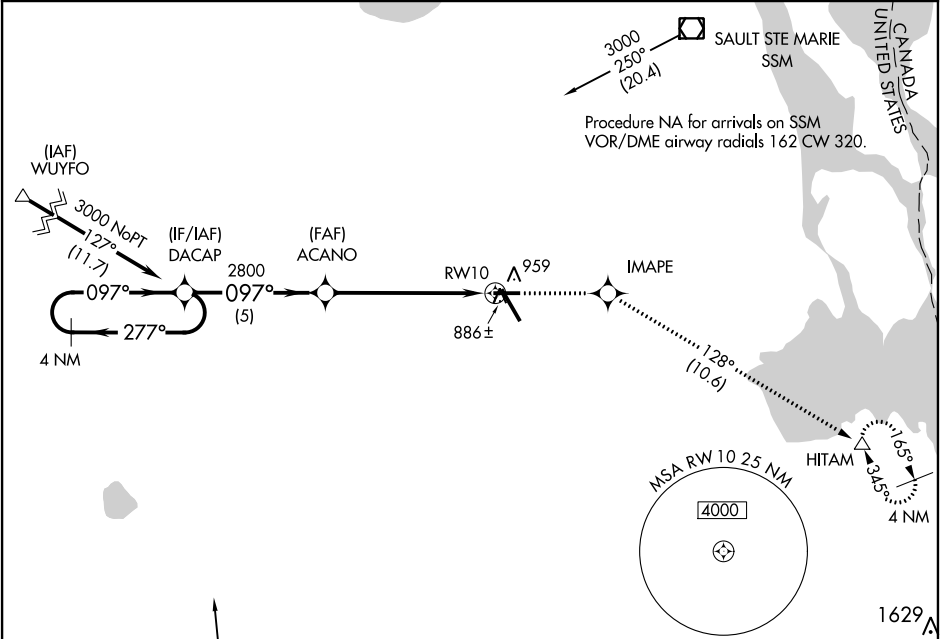 CANADA
UNITED STATES
SAULT STE MARIE
SSM
3000
250°
(20.4)
Procedure NA for arrivals on SSM
VOR/DME airway radials 162 CW 320.
(IAF)
WUYFO
3000 NoPT
127°
(11.7)
(IF/IAF)
DACAP
(FAF)
ACANO
2800
097°
097°
(5)
277°
4 NM
RW10
959
886±
IMAPE
128°
(10.6)
HITAM
165°
345°
4 NM
MSA RW 10 25 NM
4000
1629